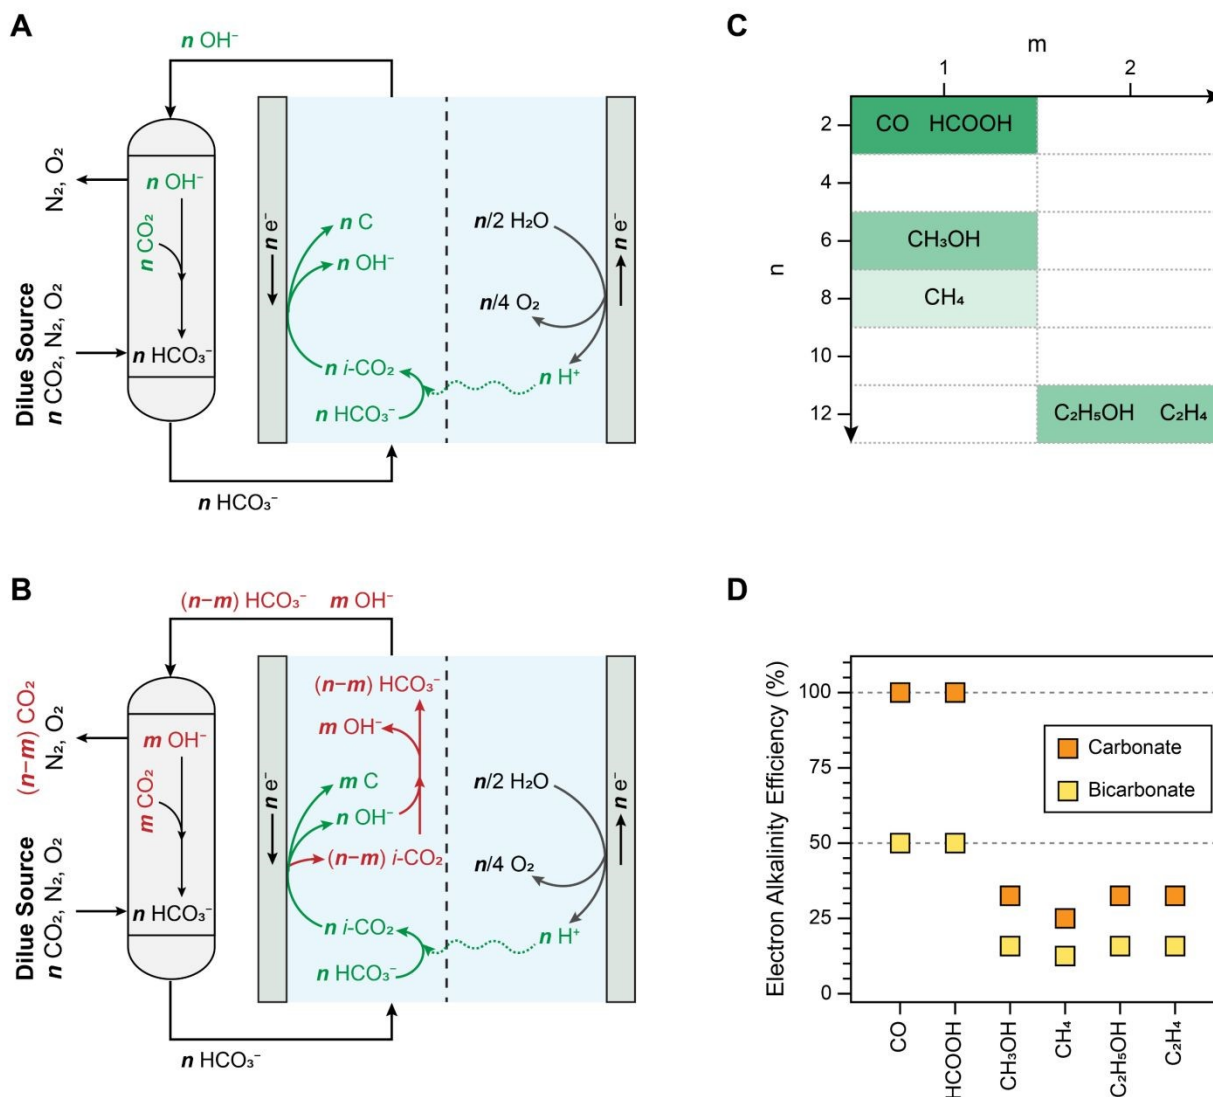 A
n OH⁻
N₂, O₂
n OH⁻
n CO₂
n HCO₃⁻
Dilue Source
n CO₂, N₂, O₂
n HCO₃⁻
n e⁻
n C
n OH⁻
n i-CO₂
n HCO₃⁻
n/2 H₂O
n/4 O₂
n H⁺
n e⁻
B
(n−m) HCO₃⁻ m OH⁻
(n−m) CO₂
N₂, O₂
m OH⁻
m CO₂
n HCO₃⁻
Dilue Source
n CO₂, N₂, O₂
n HCO₃⁻
n e⁻
(n−m) HCO₃⁻
m OH⁻
m C
n OH⁻
(n−m) i-CO₂
n i-CO₂
n HCO₃⁻
n/2 H₂O
n/4 O₂
n H⁺
n e⁻
C
m
1 2
n
2
4
6
8
10
12
CO HCOOH
CH₃OH
CH₄
C₂H₅OH C₂H₄
D
Electron Alkalinity Efficiency (%)
100
75
50
25
0
Carbonate
Bicarbonate
CO
HCOOH
CH₃OH
CH₄
C₂H₅OH
C₂H₄